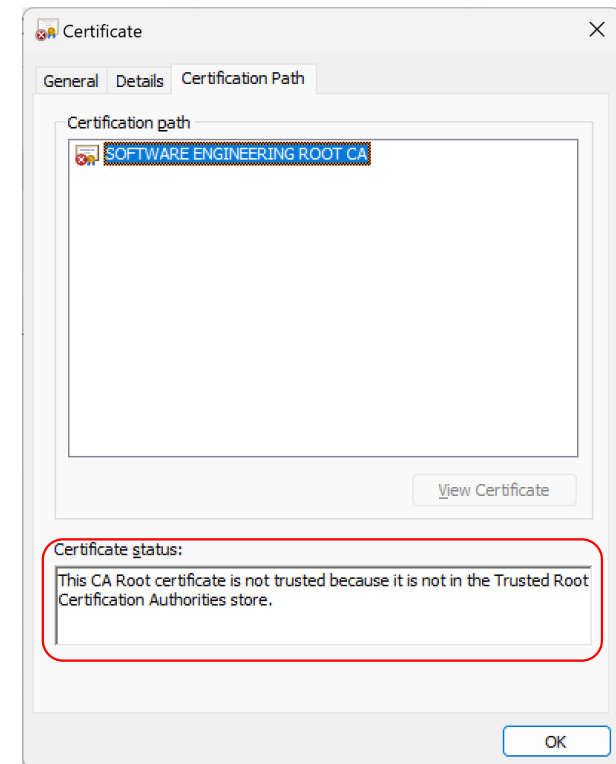 Certificate
General Details Certification Path
Certification path
SOFTWARE ENGINEERING ROOT CA
View Certificate
Certificate status:
This CA Root certificate is not trusted because it is not in the Trusted Root
Certification Authorities store.
OK